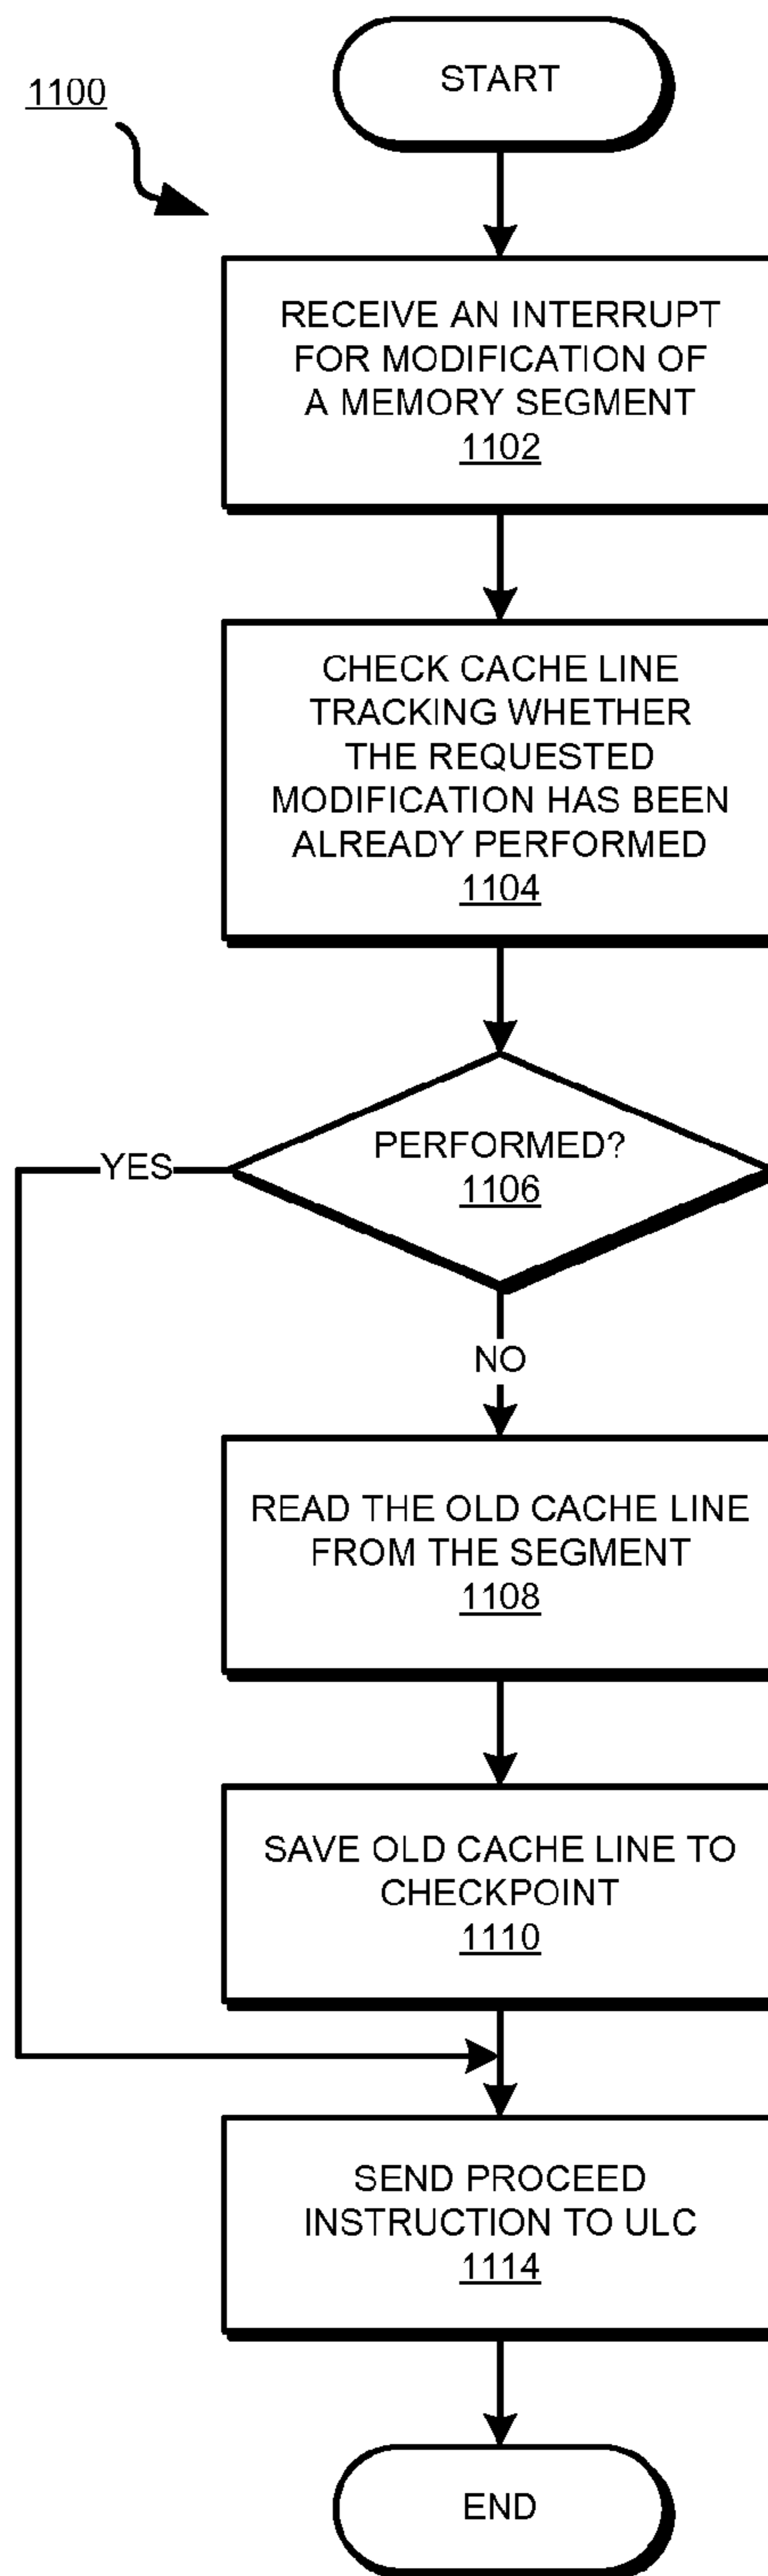 START
1100
RECEIVE AN INTERRUPT
FOR MODIFICATION OF
A MEMORY SEGMENT
1102
CHECK CACHE LINE
TRACKING WHETHER
THE REQUESTED
MODIFICATION HAS BEEN
ALREADY PERFORMED
1104
PERFORMED?
1106
YES
NO
READ THE OLD CACHE LINE
FROM THE SEGMENT
1108
SAVE OLD CACHE LINE TO
CHECKPOINT
1110
SEND PROCEED
INSTRUCTION TO ULC
1114
END